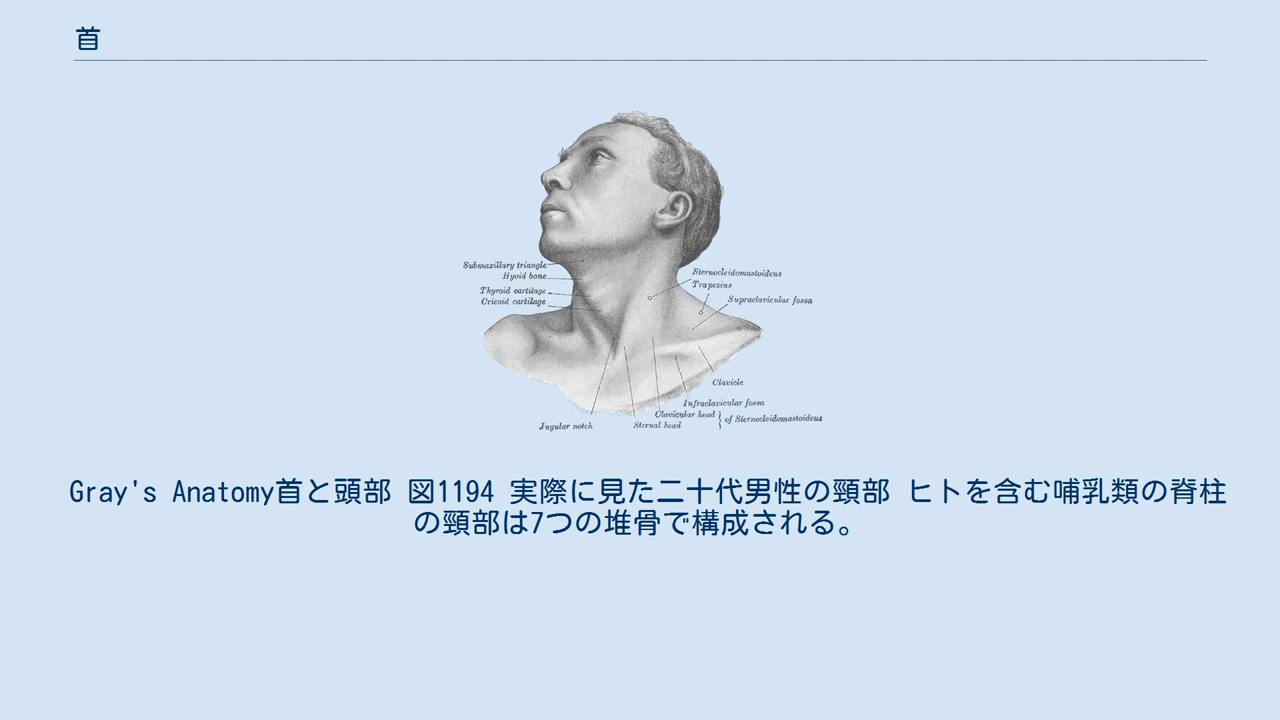 首
Submaxillary triangle
Hyoid bone
Thyroid cartilage
Cricoid cartilage
Sternocleidomastoideus
Trapezius
Supraclavicular fossa
Clavicle
Infraclavicular fossa
Clavicular head
Sternal head
of Sternocleidomastoideus
Jugular notch
Gray's Anatomy首と頭部 図1194 実際に見た二十代男性の頸部 ヒトを含む哺乳類の脊柱
の頸部は7つの堆骨で構成される。